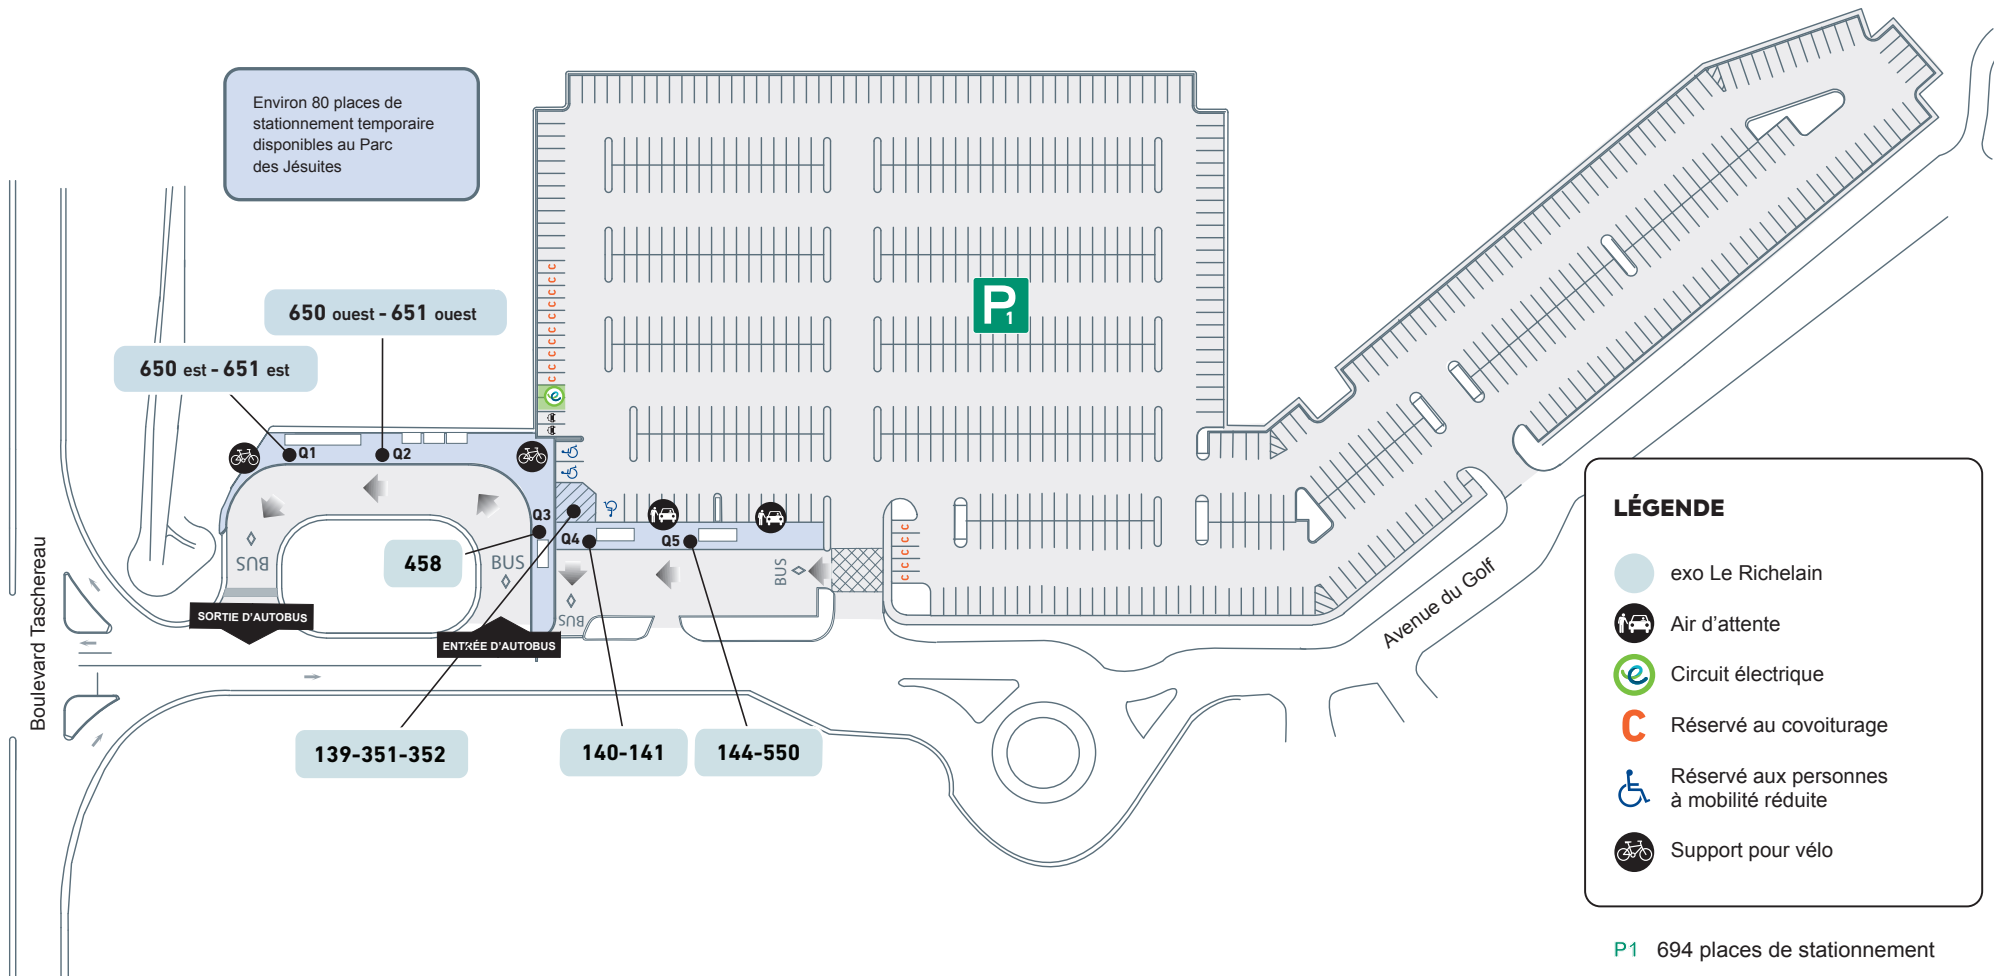 Environ 80 places de
stationnement temporaire
disponibles au Parc
des Jésuites
650 ouest - 651 ouest
650 est - 651 est
P1
C
C
C
C
C
C
C
C
C
C
Q1
Q2
Q3
Q4
Q5
458
BUS
BUS
BUS
BUS
C
C
C
C
C
SORTIE D'AUTOBUS
ENTRÉE D'AUTOBUS
139-351-352
140-141
144-550
Boulevard Taschereau
Avenue du Golf
LÉGENDE
exo Le Richelain
Air d'attente
Circuit électrique
C Réservé au covoiturage
Réservé aux personnes
à mobilité réduite
Support pour vélo
P1 694 places de stationnement